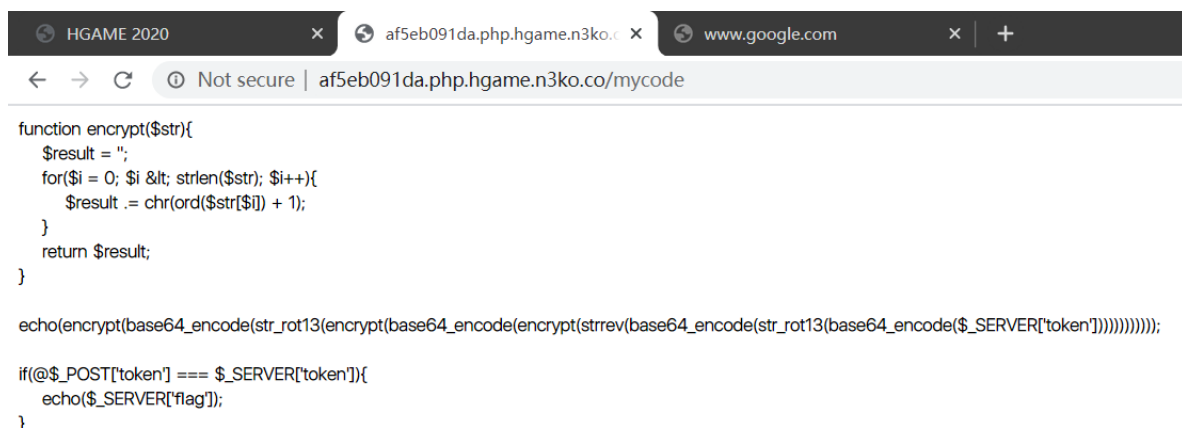 HGAME 2020
af5eb091da.php.hgame.n3ko.c
www.google.com
Not secure | af5eb091da.php.hgame.n3ko.co/mycode
function encrypt($str){
$result = '';
for($i = 0; $i &lt; strlen($str); $i++){
$result .= chr(ord($str[$i]) + 1);
}
return $result;
}
echo(encrypt(base64_encode(str_rot13(encrypt(base64_encode(encrypt(strrev(base64_encode(str_rot13(base64_encode($_SERVER['token']))))))))))));
if(@$_POST['token'] === $_SERVER['token']){
echo($_SERVER['flag']);
}